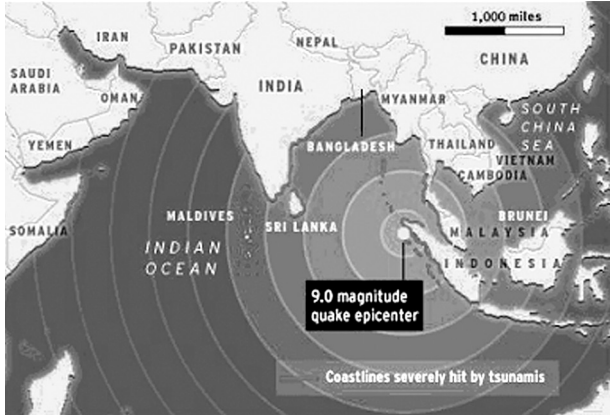 1,000 miles
IRAN
PAKISTAN
NEPAL
CHINA
SAUDI
ARABIA
OMAN
INDIA
MYANMAR
SOUTH
CHINA
SEA
YEMEN
BANGLADESH
THAILAND
VIETNAM
CAMBODIA
SOMALIA
MALDIVES
SRI LANKA
BRUNEI
MALAYSIA
INDIAN
OCEAN
INDONESIA
9.0 magnitude
quake epicenter
Coastlines severely hit by tsunamis